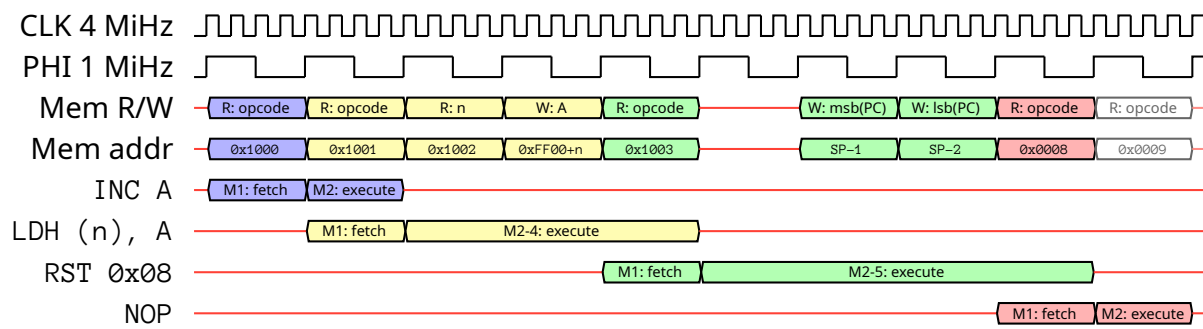 CLK 4 MiHz
PHI 1 MiHz
Mem R/W R: opcode R: opcode R: n W: A R: opcode W: msb(PC) W: lsb(PC) R: opcode R: opcode
Mem addr 0x1000 0x1001 0x1002 0xFF00+n 0x1003 SP-1 SP-2 0x0008 0x0009
INC A M1: fetch M2: execute
LDH (n), A M1: fetch M2-4: execute
RST 0x08 M1: fetch M2-5: execute
NOP M1: fetch M2: execute